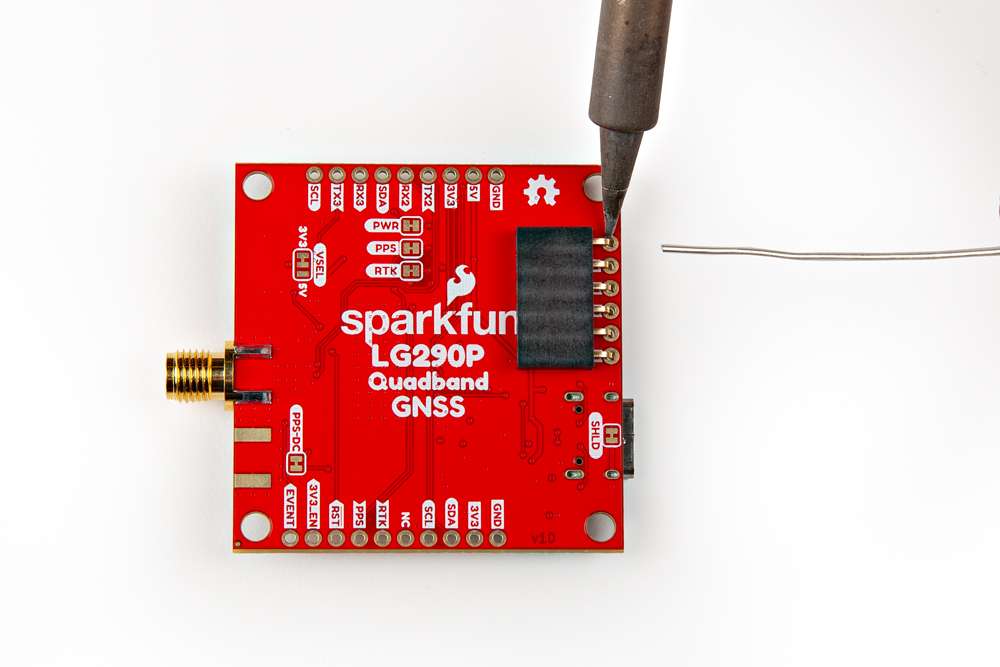 SCL
TX3
RX3
SDA
RX2
TX2
3V3
5V
GND
PWR
PPS
RTK
3V3
VSEL
5V
sparkfun
LG290P
Quadband
GNSS
SHLD
PPS-DC
EVENT
3V3_EN
RST
PPS
RTK
NC
SCL
SDA
3V3
GND
v10